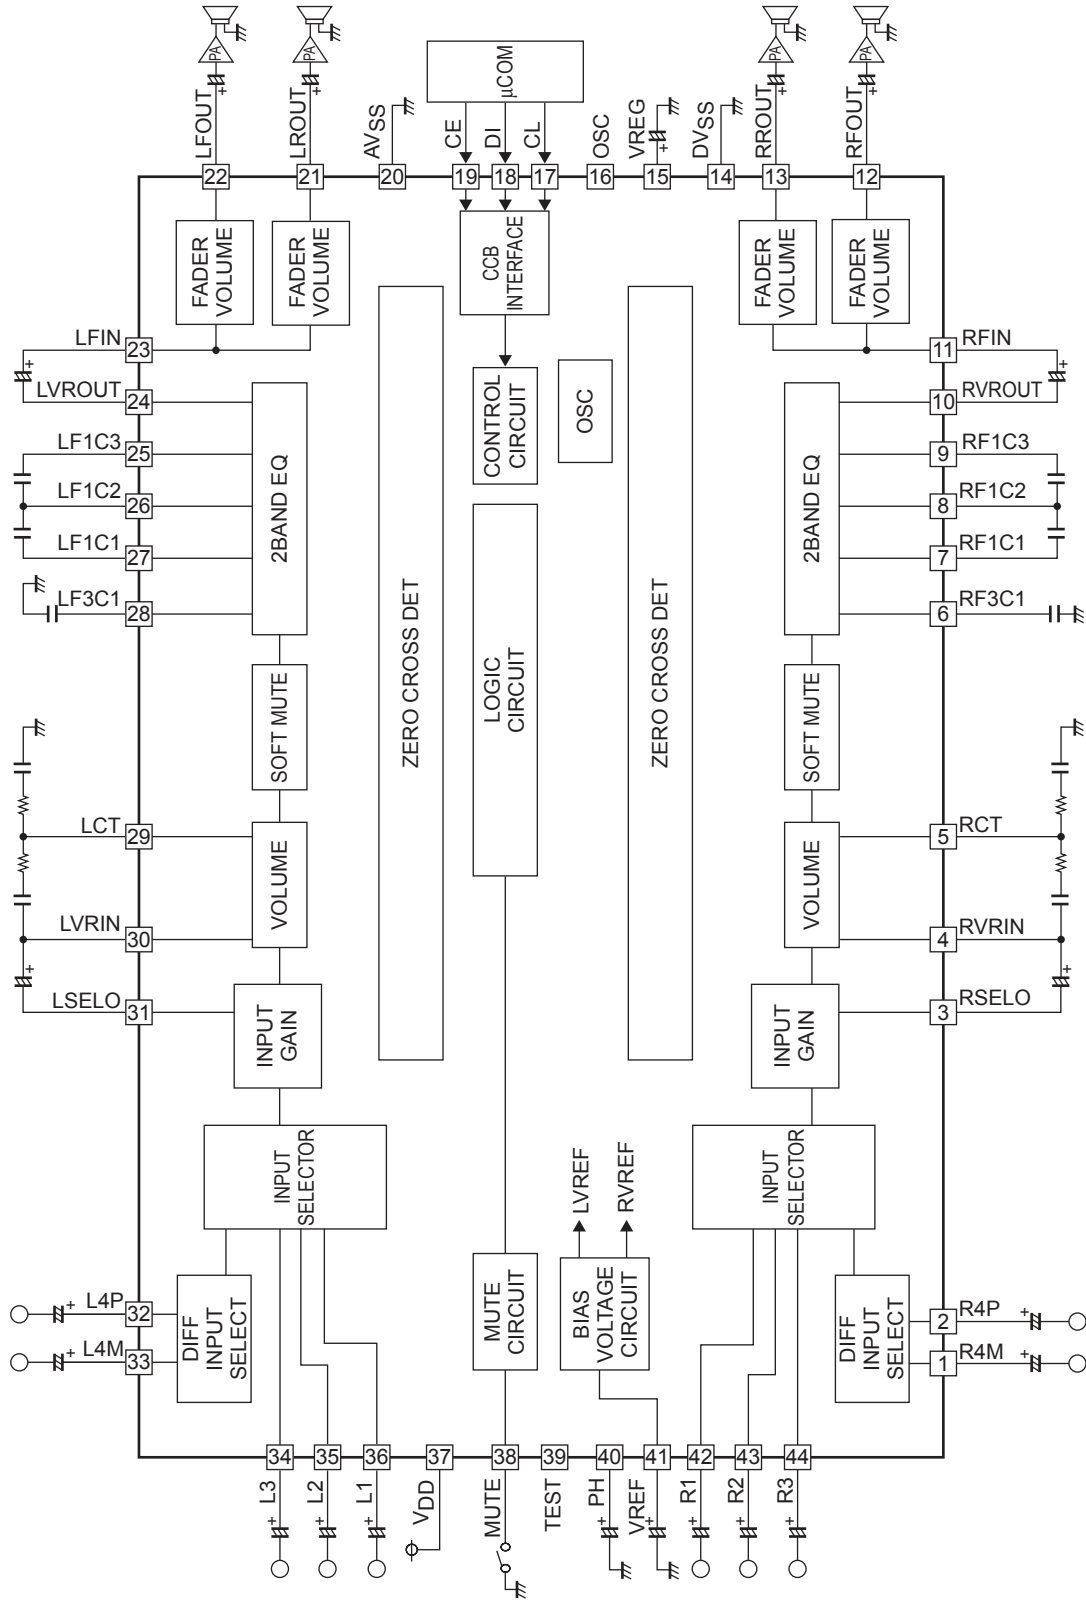 PA
PA
PA
PA
μCOM
LFOUT
LROUT
AVSS
CE
DI
CL
OSC
VREG
DVSS
RROUT
RFOUT
22
21
20
19
18
17
16
15
14
13
12
FADER
VOLUME
FADER
VOLUME
CCB
INTERFACE
FADER
VOLUME
FADER
VOLUME
LFIN
23
11
RFIN
LVROUT
24
10
RVROUT
LF1C3
25
9
RF1C3
LF1C2
26
8
RF1C2
LF1C1
27
7
RF1C1
LF3C1
28
6
RF3C1
2BAND EQ
CONTROL
CIRCUIT
OSC
2BAND EQ
ZERO CROSS DET
LOGIC
CIRCUIT
ZERO CROSS DET
SOFT MUTE
SOFT MUTE
LCT
29
5
RCT
VOLUME
VOLUME
LVRIN
30
4
RVRIN
LSELO
31
3
RSELO
INPUT
GAIN
INPUT
GAIN
INPUT
SELECTOR
INPUT
SELECTOR
LVREF
RVREF
MUTE
CIRCUIT
BIAS
VOLTAGE
CIRCUIT
L4P
32
2
R4P
L4M
33
1
R4M
DIFF
INPUT
SELECT
DIFF
INPUT
SELECT
34
35
36
37
38
39
40
41
42
43
44
L3
L2
L1
VDD
MUTE
TEST
PH
VREF
R1
R2
R3